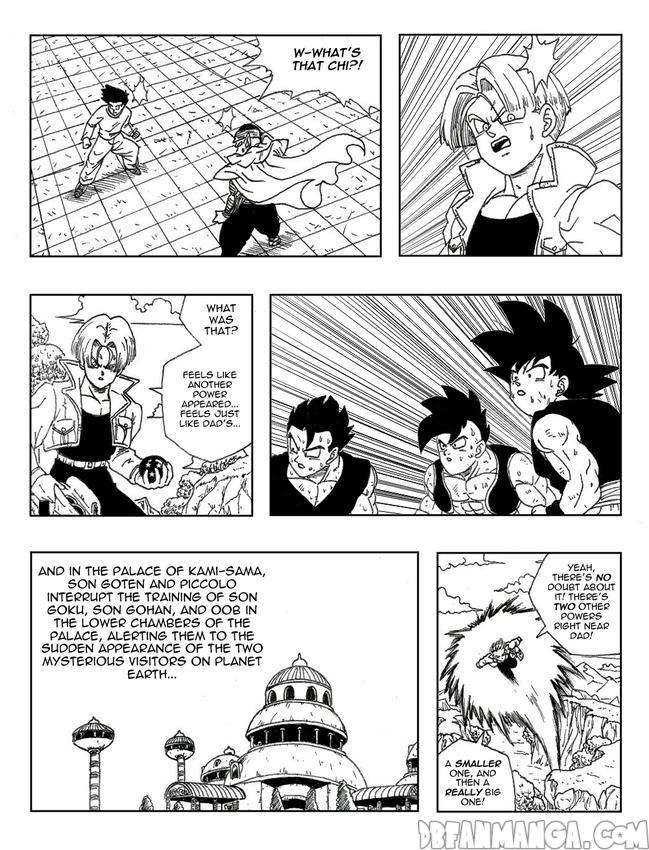 W-WHAT'S
THAT CHI?!
WHAT
WAS
THAT?
FEELS LIKE
ANOTHER
POWER
APPEARED...
FEELS JUST
LIKE DAD'S...
AND IN THE PALACE OF KAMI-SAMA,
SON GOTEN AND PICCOLO
INTERRUPT THE TRAINING OF SON
GOKU, SON GOHAN, AND OOB IN
THE LOWER CHAMBERS OF THE
PALACE, ALERTING THEM TO THE
SUDDEN APPEARANCE OF THE TWO
MYSTERIOUS VISITORS ON PLANET
EARTH...
YEAH,
THERE'S NO
DOUBT ABOUT
IT! THERE'S
TWO OTHER
POWERS
RIGHT NEAR
DAD!
A SMALLER
ONE, AND
THEN A
REALLY BIG
ONE!
DBFANMANGA.COM